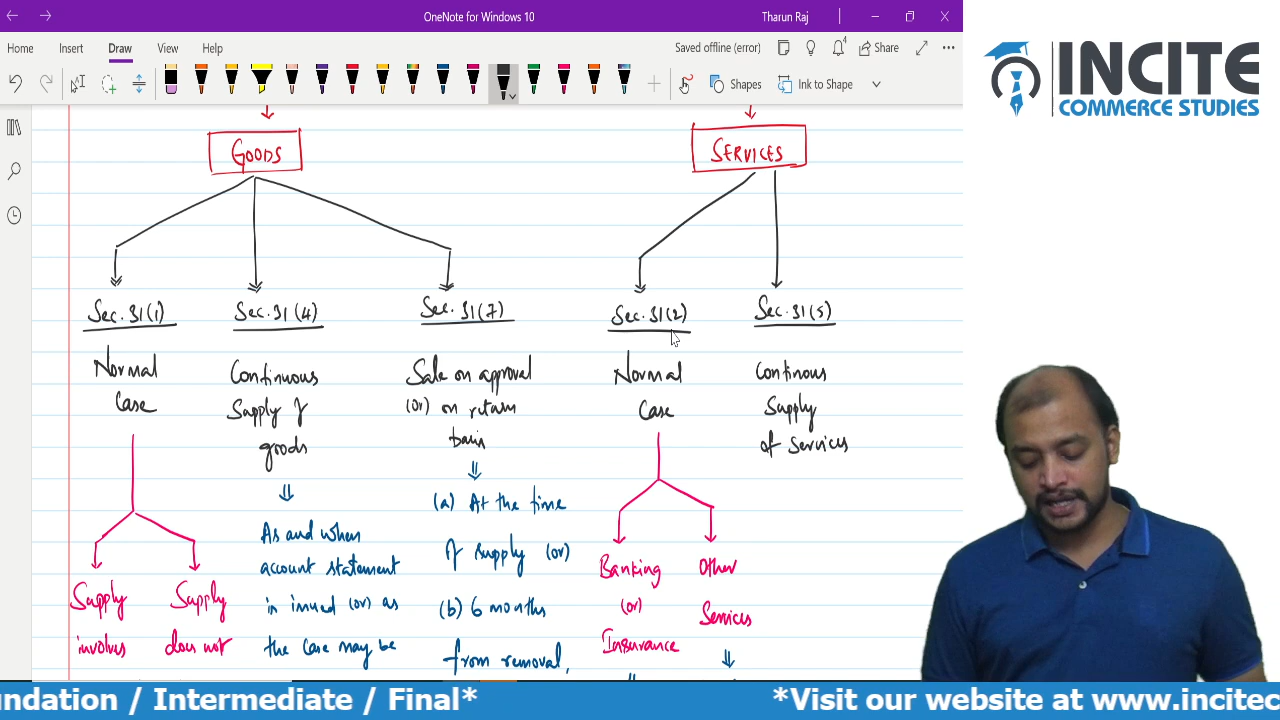 OneNote for Windows 10
Tharun Raj
Home Insert Draw View Help
Saved offline (error)
4
Share
Shapes
Ink to Shape
INCITE
COMMERCE STUDIES
GOODS
SERVICES
Sec. 31(1)
Normal
Case
Supply
involves
Supply
does not
Sec. 31(4)
Continuous
Supply of
goods
As and when
account statement
is issued (or) as
the case may be
Sec. 31(7)
Sale on approval
(or) on return
basis
(a) At the time
of supply (or)
(b) 6 months
from removal,
Sec. 31(2)
Normal
Case
Banking
(or)
Insurance
Other
Services
Sec. 31(5)
Continous
Supply
of Services
undation / Intermediate / Final*
*Visit our website at www.incitec